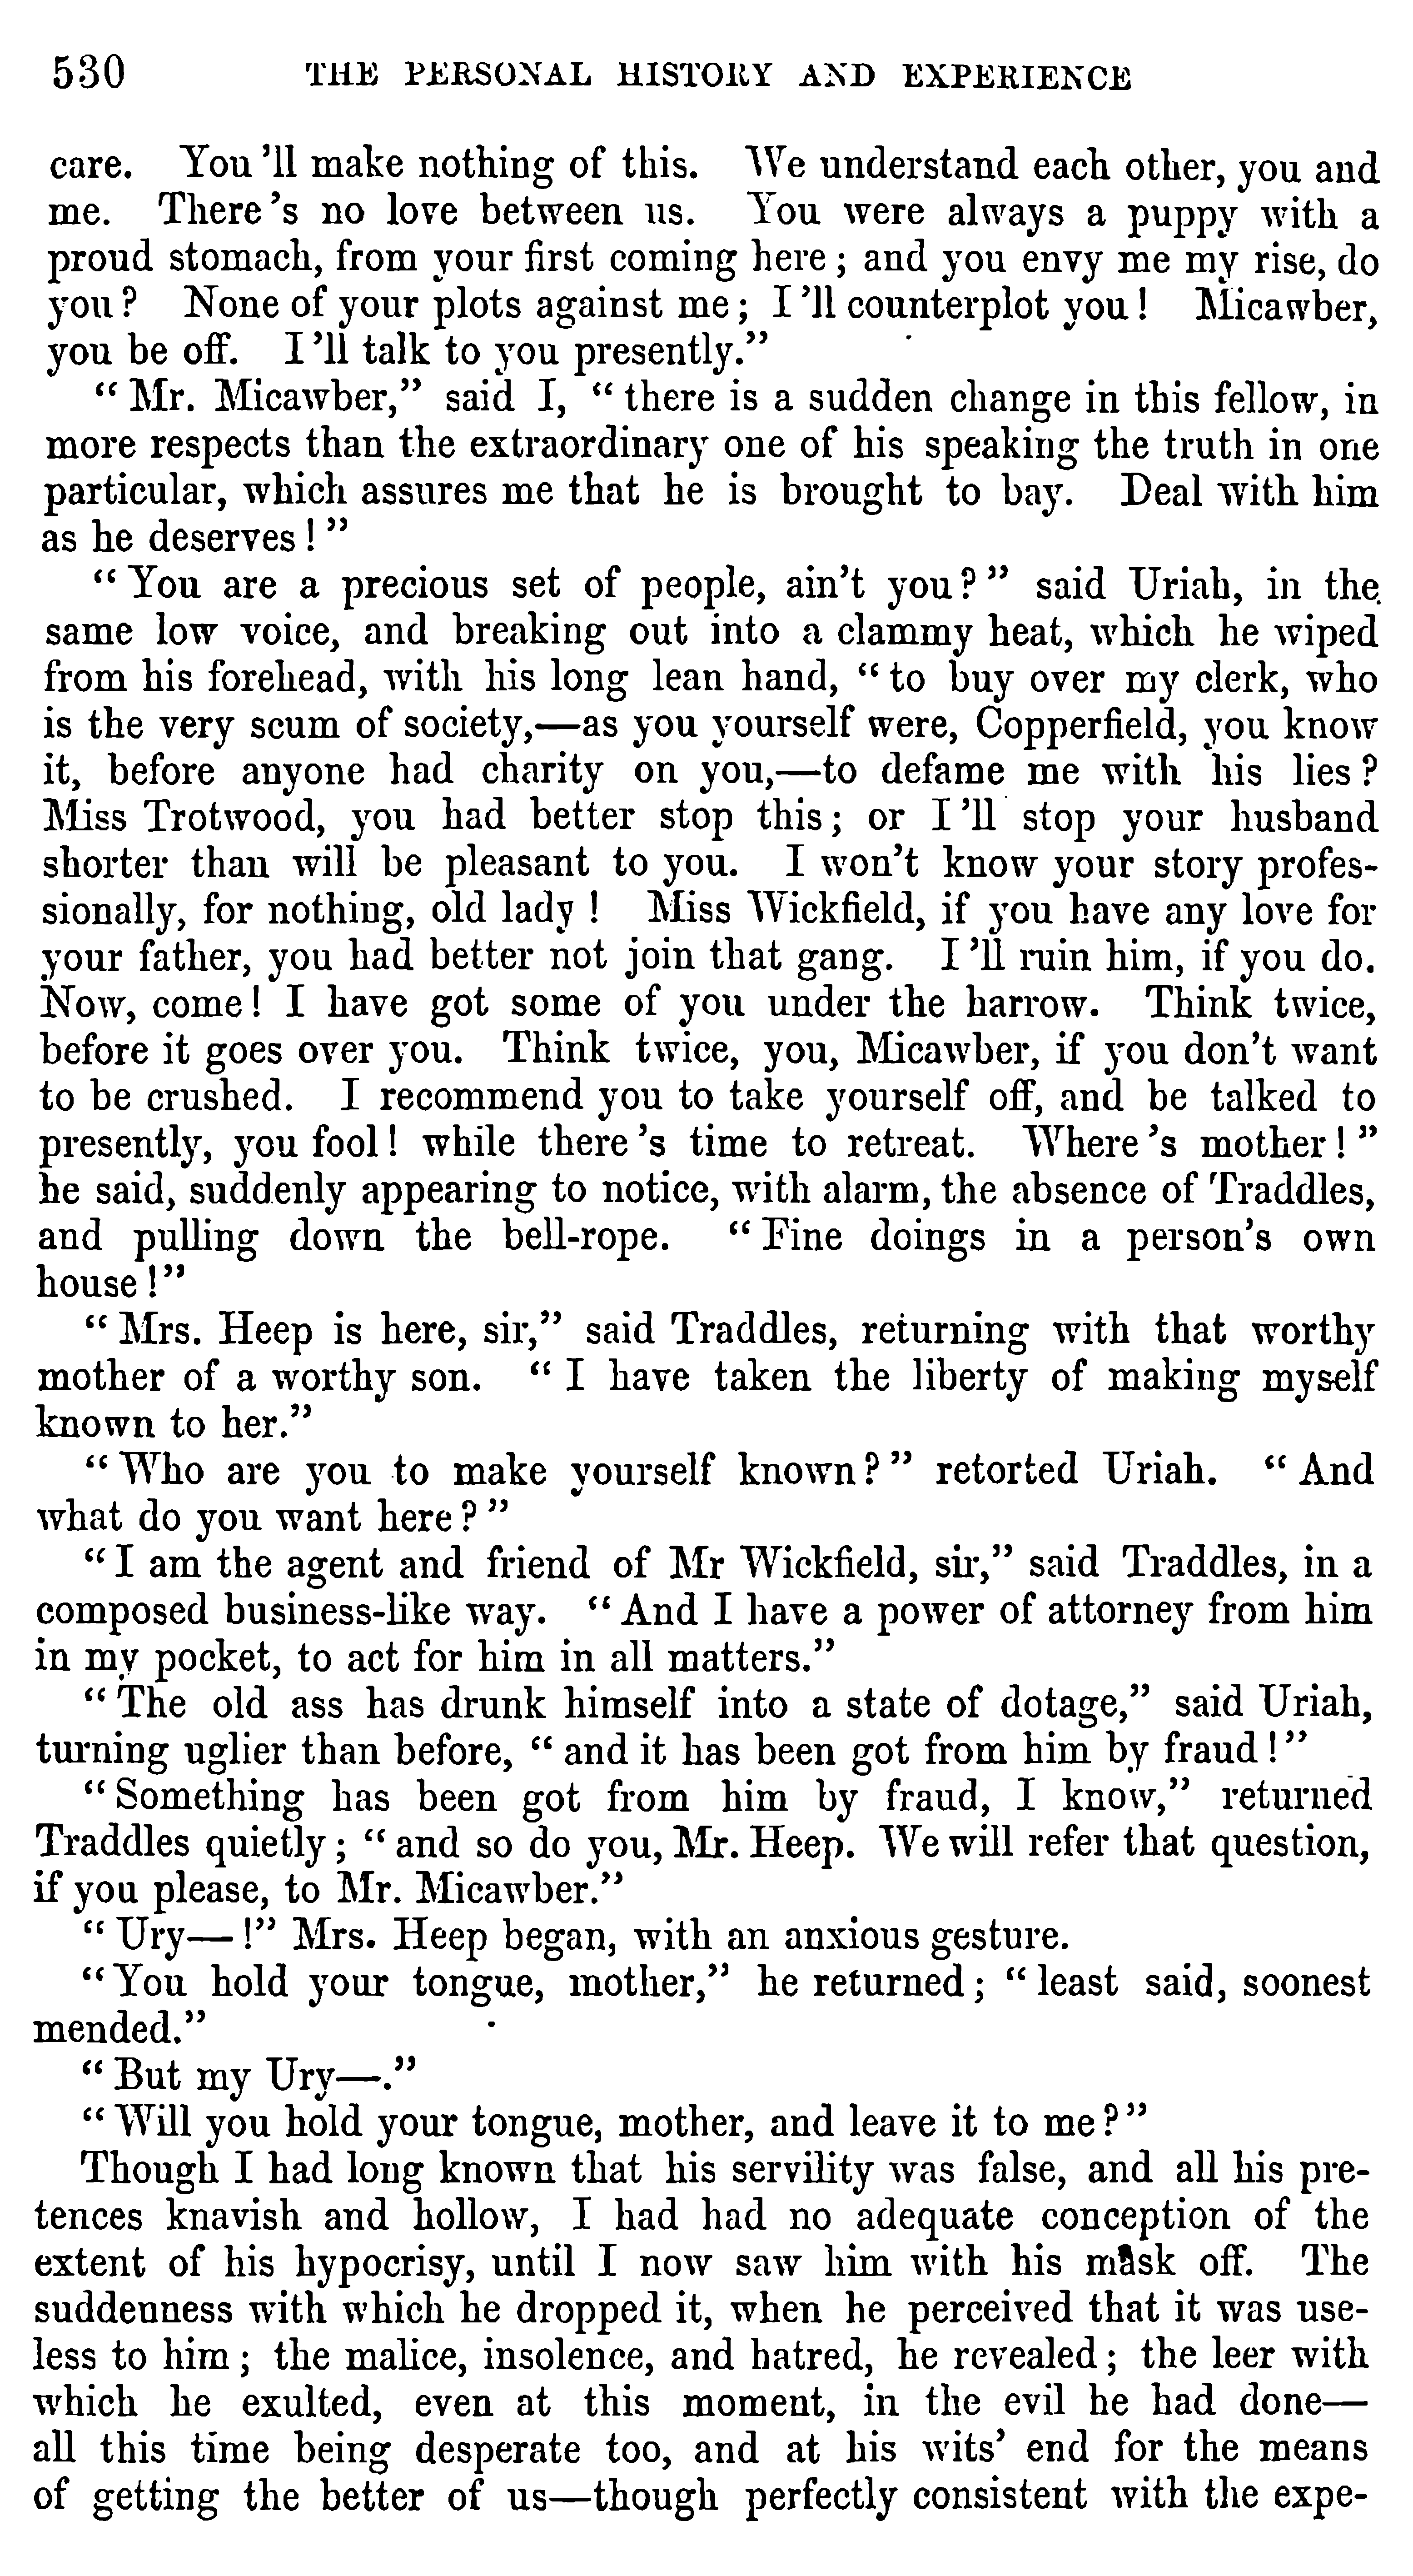 530 THE PERSONAL HISTORY AND EXPERIENCE
care. You 'll make nothing of this. We understand each other, you and
me. There 's no love between us. You were always a puppy with a
proud stomach, from your first coming here; and you envy me my rise, do
you? None of your plots against me; I 'll counterplot you! Micawber,
you be off. I 'll talk to you presently.”
“Mr. Micawber,” said I, “there is a sudden change in this fellow, in
more respects than the extraordinary one of his speaking the truth in one
particular, which assures me that he is brought to bay. Deal with him
as he deserves!”
“You are a precious set of people, ain't you?” said Uriah, in the
same low voice, and breaking out into a clammy heat, which he wiped
from his forehead, with his long lean hand, “to buy over my clerk, who
is the very scum of society,—as you yourself were, Copperfield, you know
it, before anyone had charity on you,—to defame me with his lies?
Miss Trotwood, you had better stop this; or I 'll stop your husband
shorter than will be pleasant to you. I won't know your story profes-
sionally, for nothing, old lady! Miss Wickfield, if you have any love for
your father, you had better not join that gang. I 'll ruin him, if you do.
Now, come! I have got some of you under the harrow. Think twice,
before it goes over you. Think twice, you, Micawber, if you don't want
to be crushed. I recommend you to take yourself off, and be talked to
presently, you fool! while there 's time to retreat. Where 's mother!”
he said, suddenly appearing to notice, with alarm, the absence of Traddles,
and pulling down the bell-rope. “Fine doings in a person's own
house!”
“Mrs. Heep is here, sir,” said Traddles, returning with that worthy
mother of a worthy son. “I have taken the liberty of making myself
known to her.”
“Who are you to make yourself known?” retorted Uriah. “And
what do you want here?”
“I am the agent and friend of Mr Wickfield, sir,” said Traddles, in a
composed business-like way. “And I have a power of attorney from him
in my pocket, to act for him in all matters.”
“The old ass has drunk himself into a state of dotage,” said Uriah,
turning uglier than before, “and it has been got from him by fraud!”
“Something has been got from him by fraud, I know,” returned
Traddles quietly; “and so do you, Mr. Heep. We will refer that question,
if you please, to Mr. Micawber.”
“Ury—!” Mrs. Heep began, with an anxious gesture.
“You hold your tongue, mother,” he returned; “least said, soonest
mended.”
“But my Ury—.”
“Will you hold your tongue, mother, and leave it to me?”
Though I had long known that his servility was false, and all his pre-
tences knavish and hollow, I had had no adequate conception of the
extent of his hypocrisy, until I now saw him with his mask off. The
suddenness with which he dropped it, when he perceived that it was use-
less to him; the malice, insolence, and hatred, he revealed; the leer with
which he exulted, even at this moment, in the evil he had done—
all this time being desperate too, and at his wits' end for the means
of getting the better of us—though perfectly consistent with the expe-